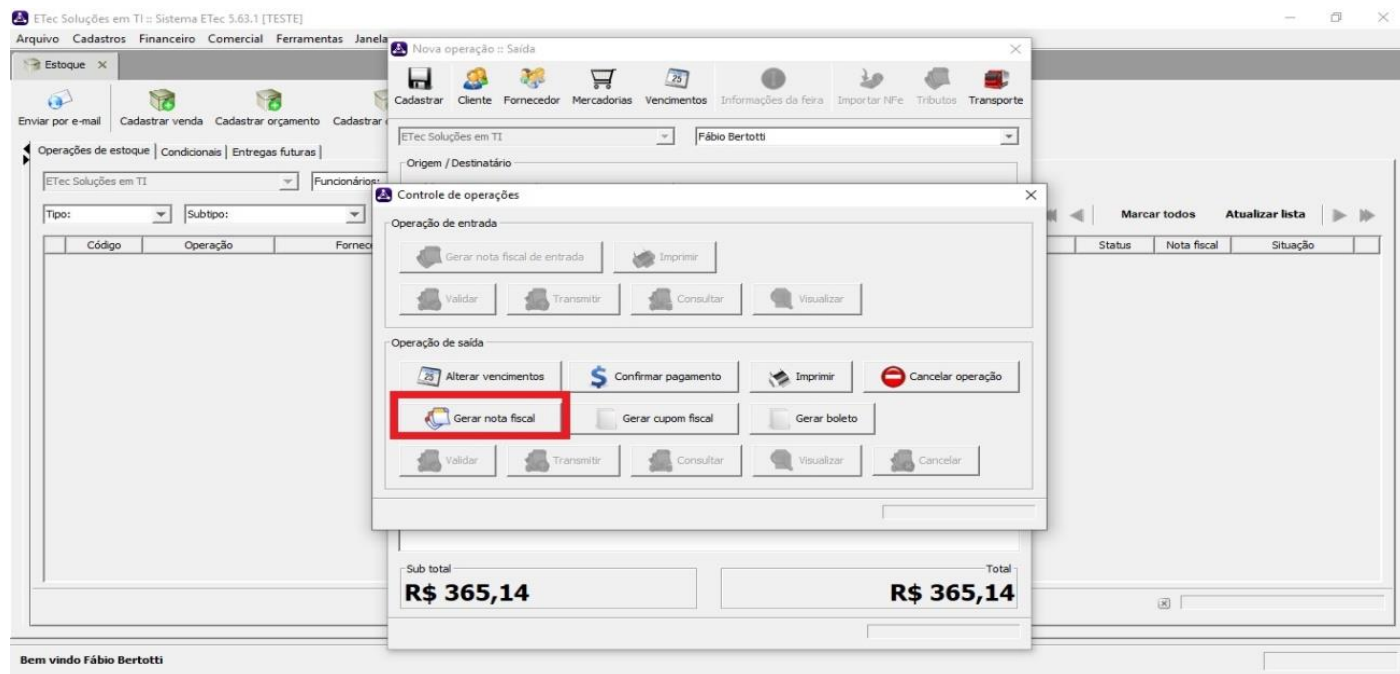 ETec Soluções em TI :: Sistema ETec 5.63.1 [TESTE]
Arquivo Cadastros Financeiro Comercial Ferramentas Janela
Estoque
Enviar por e-mail Cadastrar venda Cadastrar orçamento Cadastrar
Operações de estoque Condicionais Entregas futuras
ETec Soluções em TI Funcionários:
Tipo: Subtipo: Marcar todos Atualizar lista
Código Operação Fornece Status Nota fiscal Situação
Nova operação :: Saída
Cadastrar Cliente Fornecedor Mercadorias Vencimentos Informações da feira Importar NFe Tributos Transporte
ETec Soluções em TI Fábio Bertotti
Origem / Destinatário
Controle de operações
Operação de entrada
Gerar nota fiscal de entrada Imprimir
Validar Transmitir Consultar Visualizar
Operação de saída
25 Alterar vencimentos Confirmar pagamento Imprimir Cancelar operação
Gerar nota fiscal Gerar cupom fiscal Gerar boleto
Validar Transmitir Consultar Visualizar Cancelar
Sub total Total
R$ 365,14 R$ 365,14
Bem vindo Fábio Bertotti